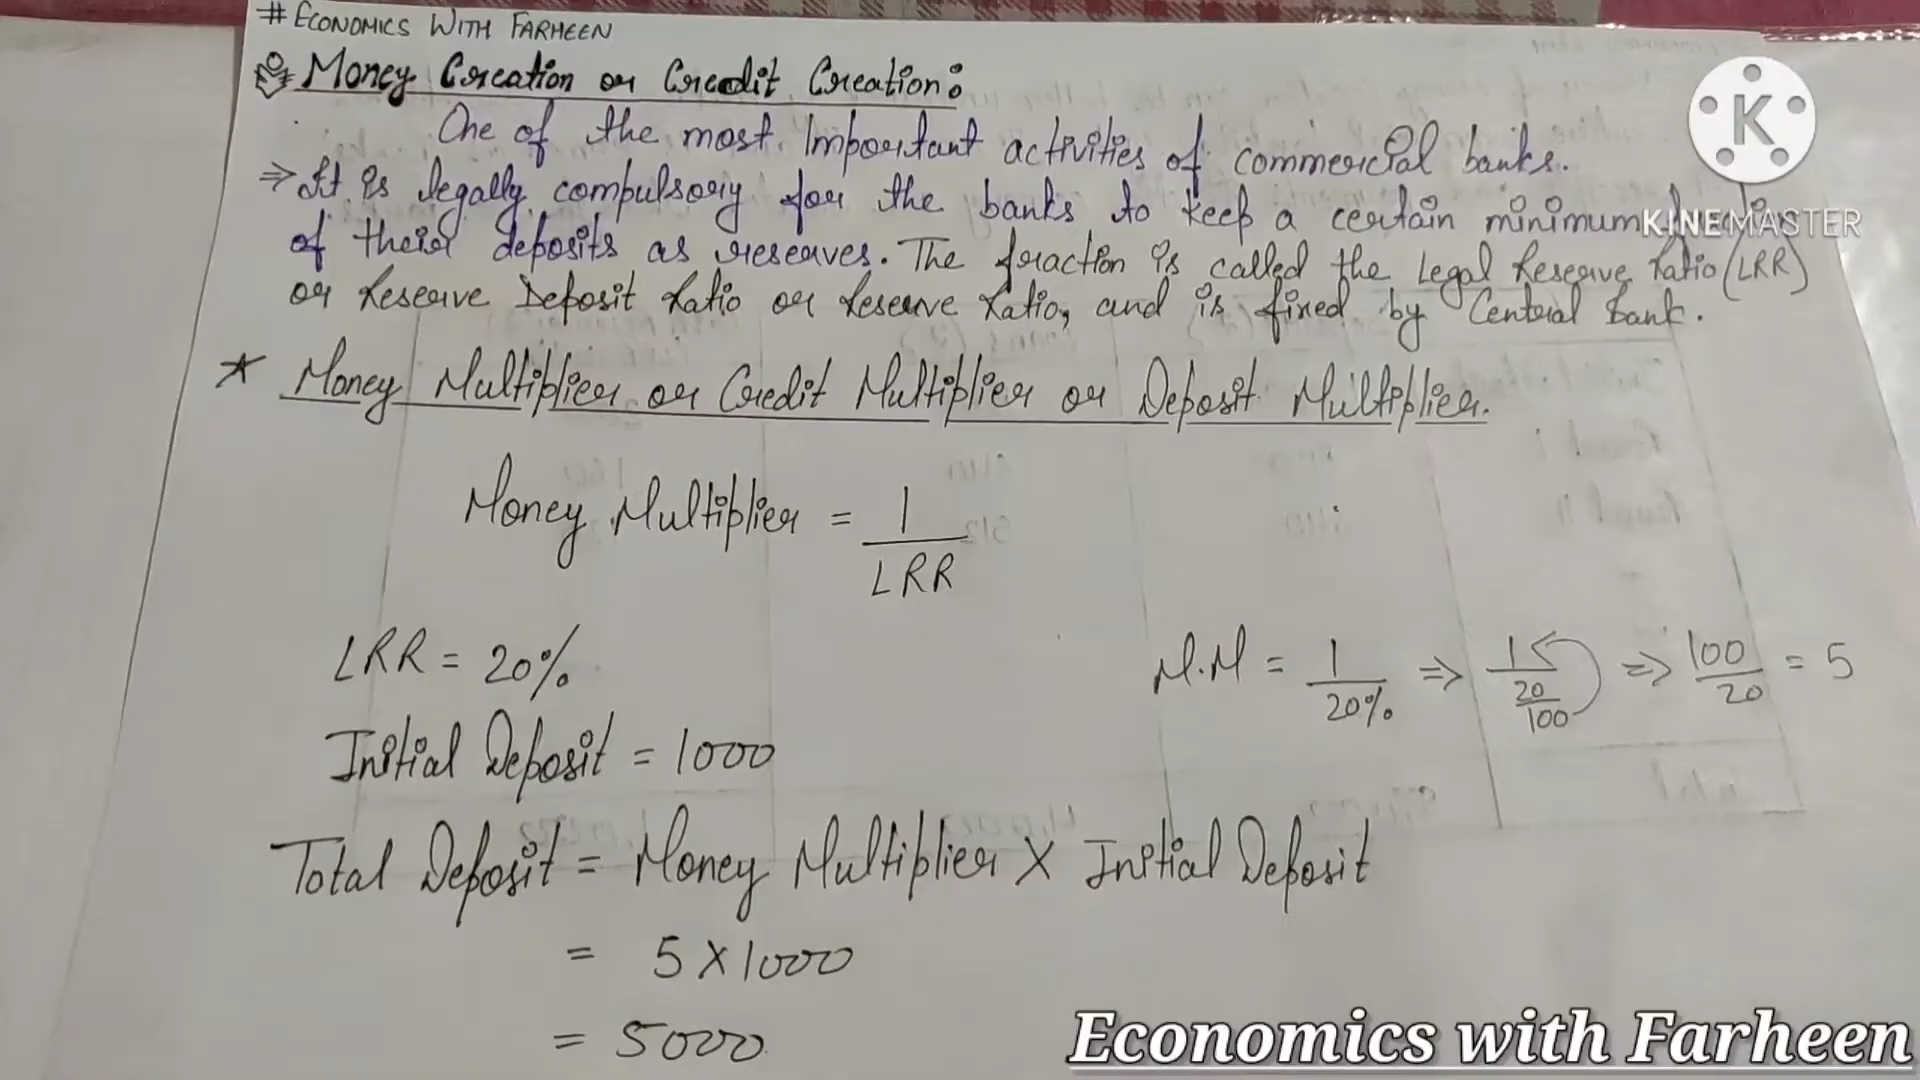 # ECONOMICS WITH FARHEEN
Money Creation or Credit Creation:
One of the most Important activities of commercial banks.
⇒ It is legally compulsory for the banks to keep a certain minimum
of their deposits as reserves. The fraction is called the Legal Reserve Ratio (LRR)
or Reserve Deposit Ratio or Reserve Ratio, and is fixed by Central Bank.
K
KINEMASTER
* Money Multiplier or Credit Multiplier or Deposit Multiplier.
Money Multiplier = 1/LRR
LRR = 20%
M.M = 1/20% ⇒ 1/(20/100) ⇒ 100/20 = 5
Initial Deposit = 1000
Total Deposit = Money Multiplier X Initial Deposit
= 5 X 1000
= 5000
Economics with Farheen